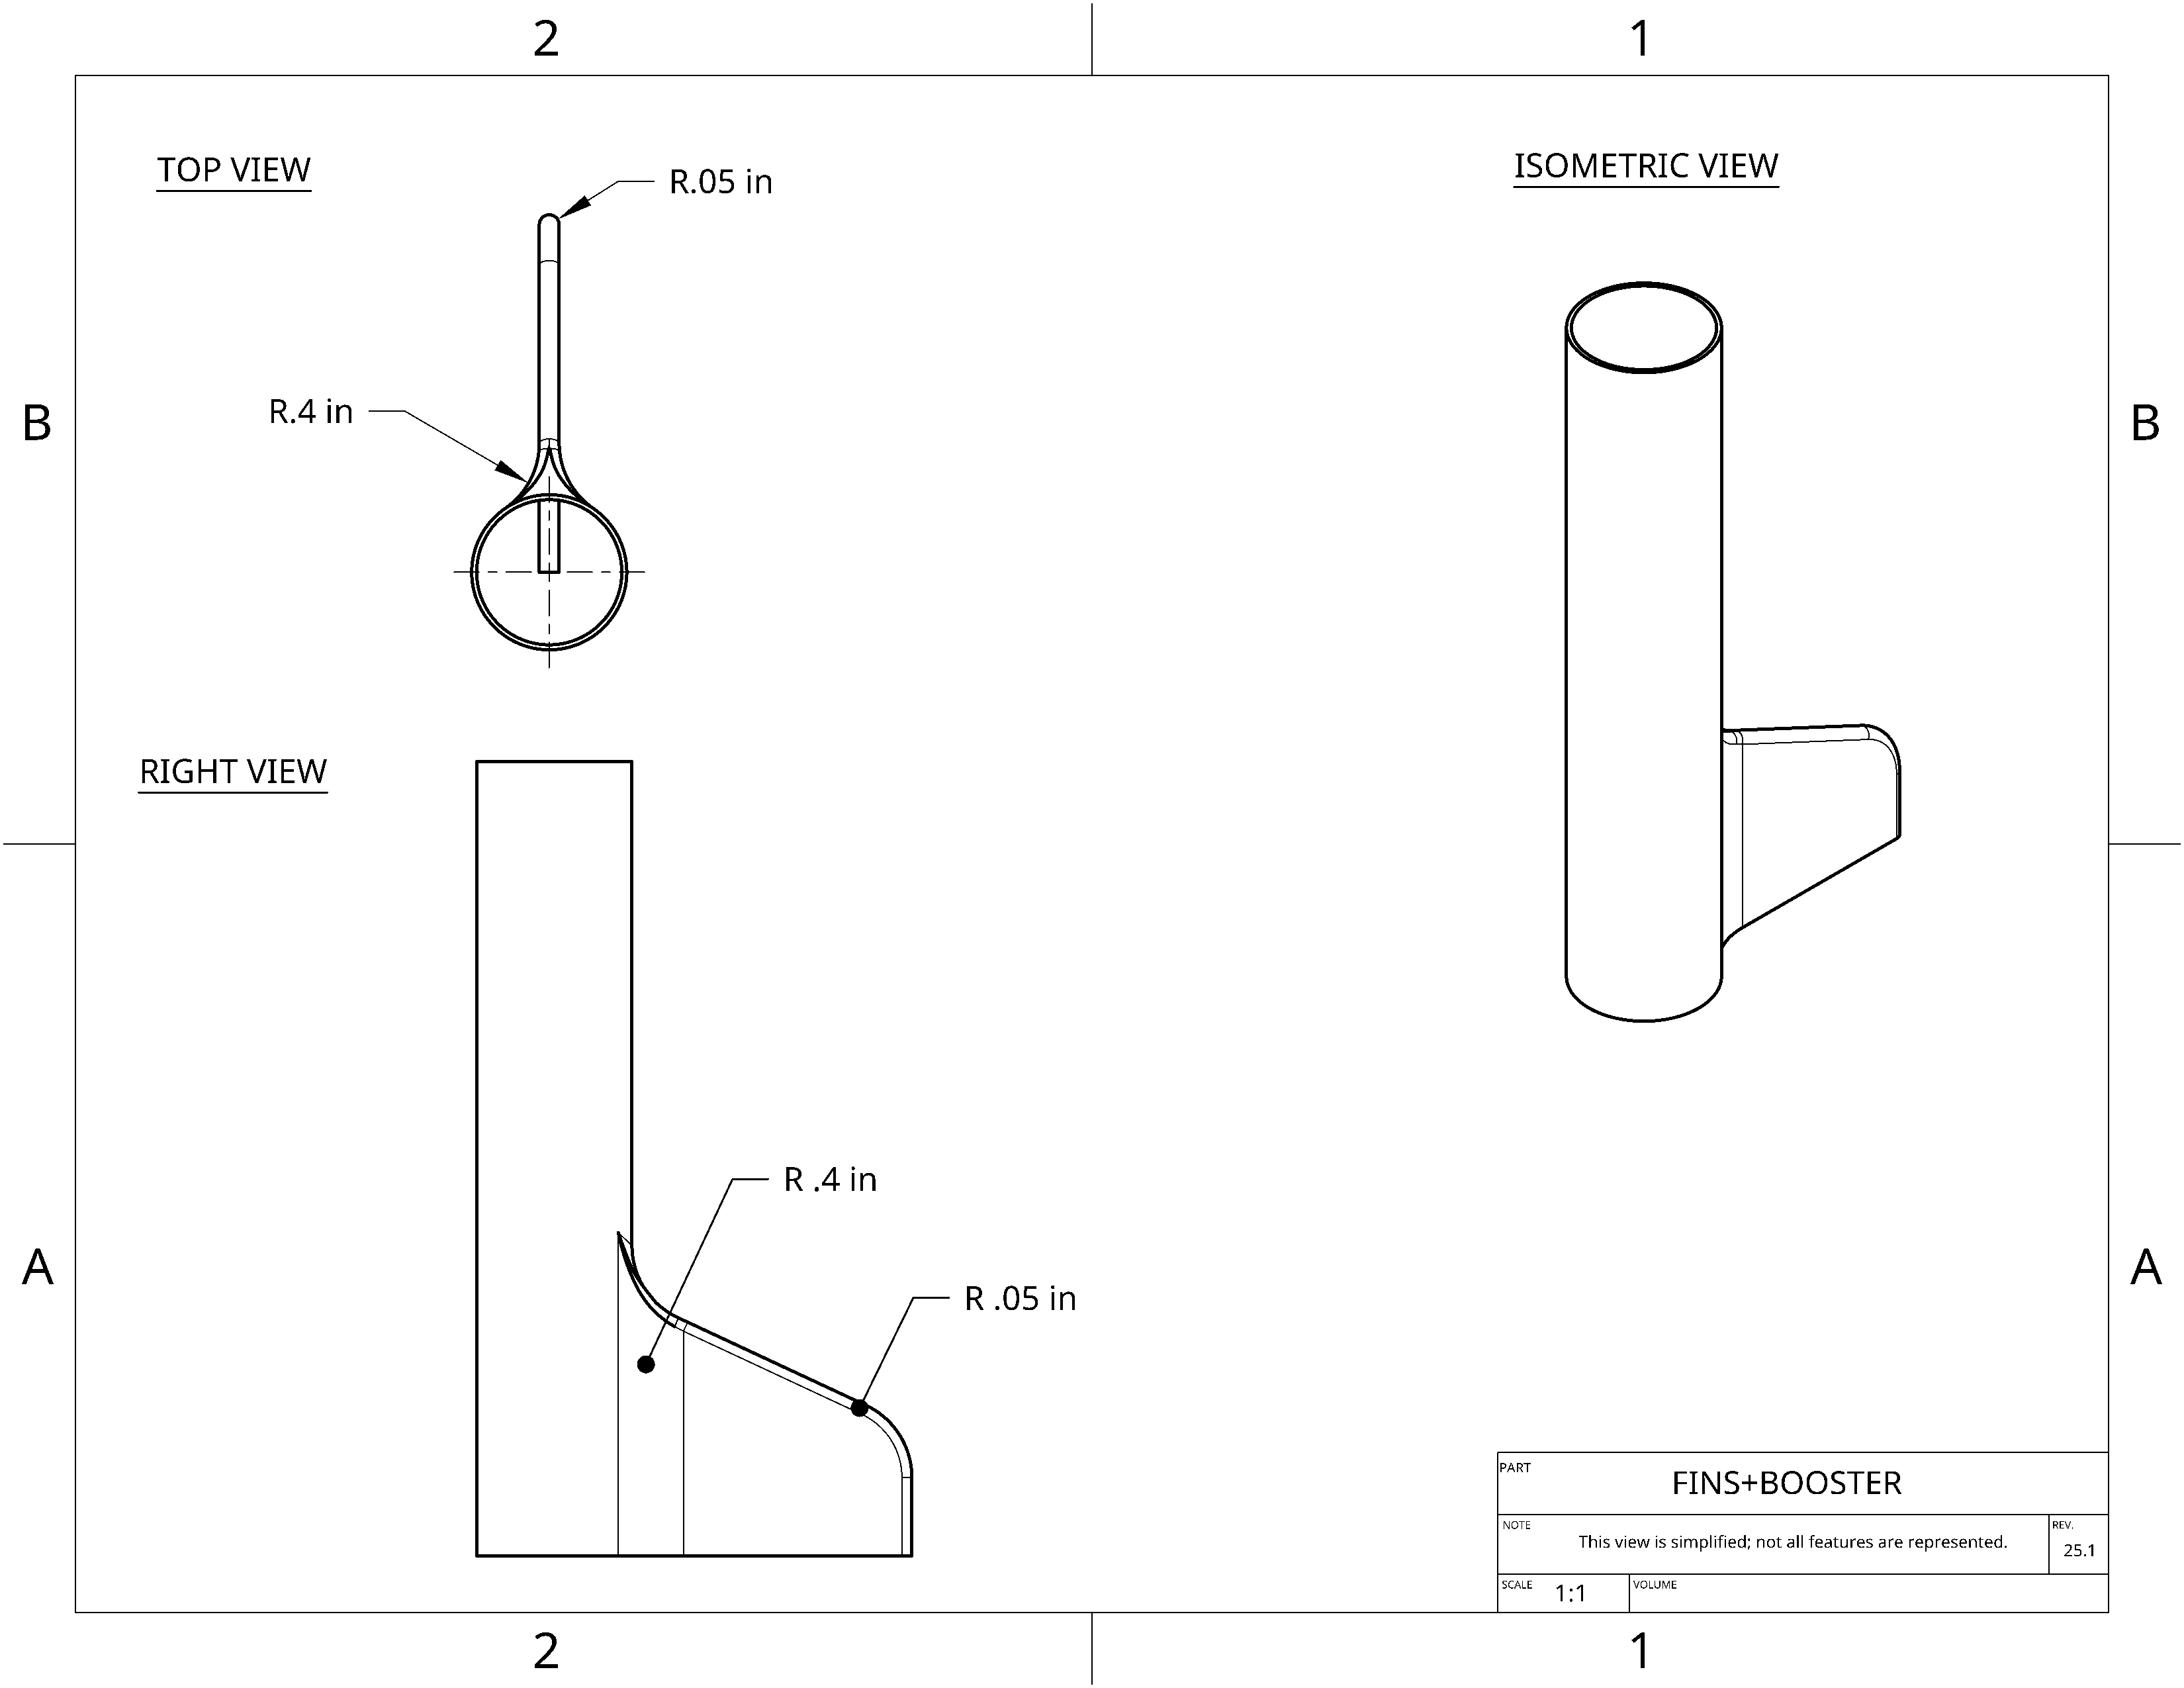 2
1
TOP VIEW
R.05 in
ISOMETRIC VIEW
R.4 in
B
B
RIGHT VIEW
R .4 in
A
A
R .05 in
PART
FINS+BOOSTER
NOTE
This view is simplified; not all features are represented.
REV.
25.1
SCALE
1:1
VOLUME
2
1